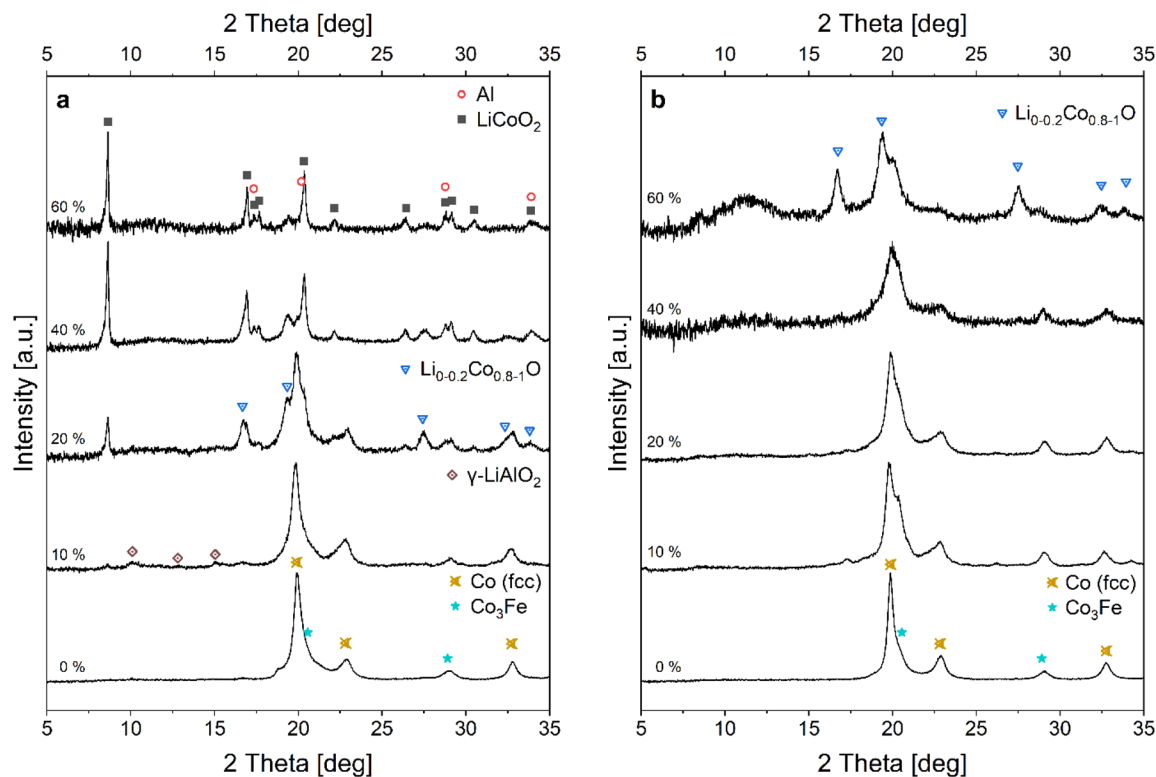 2 Theta [deg]
5 10 15 20 25 30 35
a
Al
LiCoO₂
60 %
40 %
Li₀₋₀.₂Co₀.₈₋₁O
20 %
γ-LiAlO₂
10 %
Co (fcc)
Co₃Fe
0 %
Intensity [a.u.]
5 10 15 20 25 30 35
2 Theta [deg]
2 Theta [deg]
5 10 15 20 25 30 35
b
Li₀₋₀.₂Co₀.₈₋₁O
60 %
40 %
20 %
10 %
Co (fcc)
Co₃Fe
0 %
Intensity [a.u.]
5 10 15 20 25 30 35
2 Theta [deg]